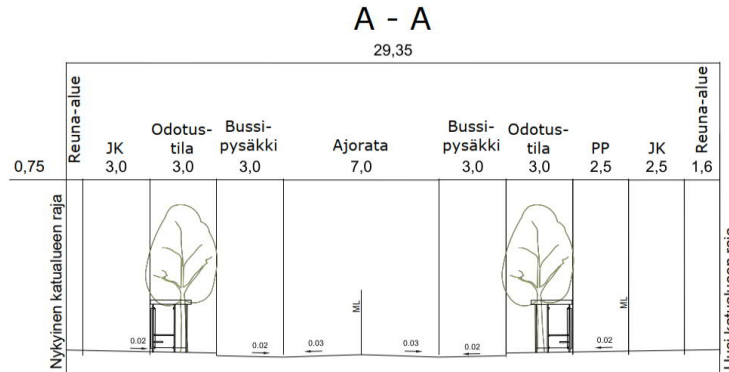 A - A
29,35
Reuna-alue
JK
3,0
Odotus-
tila
3,0
Bussi-
pysäkki
3,0
Ajorata
7,0
Bussi-
pysäkki
3,0
Odotus-
tila
3,0
PP
2,5
JK
2,5
Reuna-alue
1,6
0,75
Nykyinen katualueen raja
ML
ML
0.02
0.02
0.03
0.03
0.02
0.02